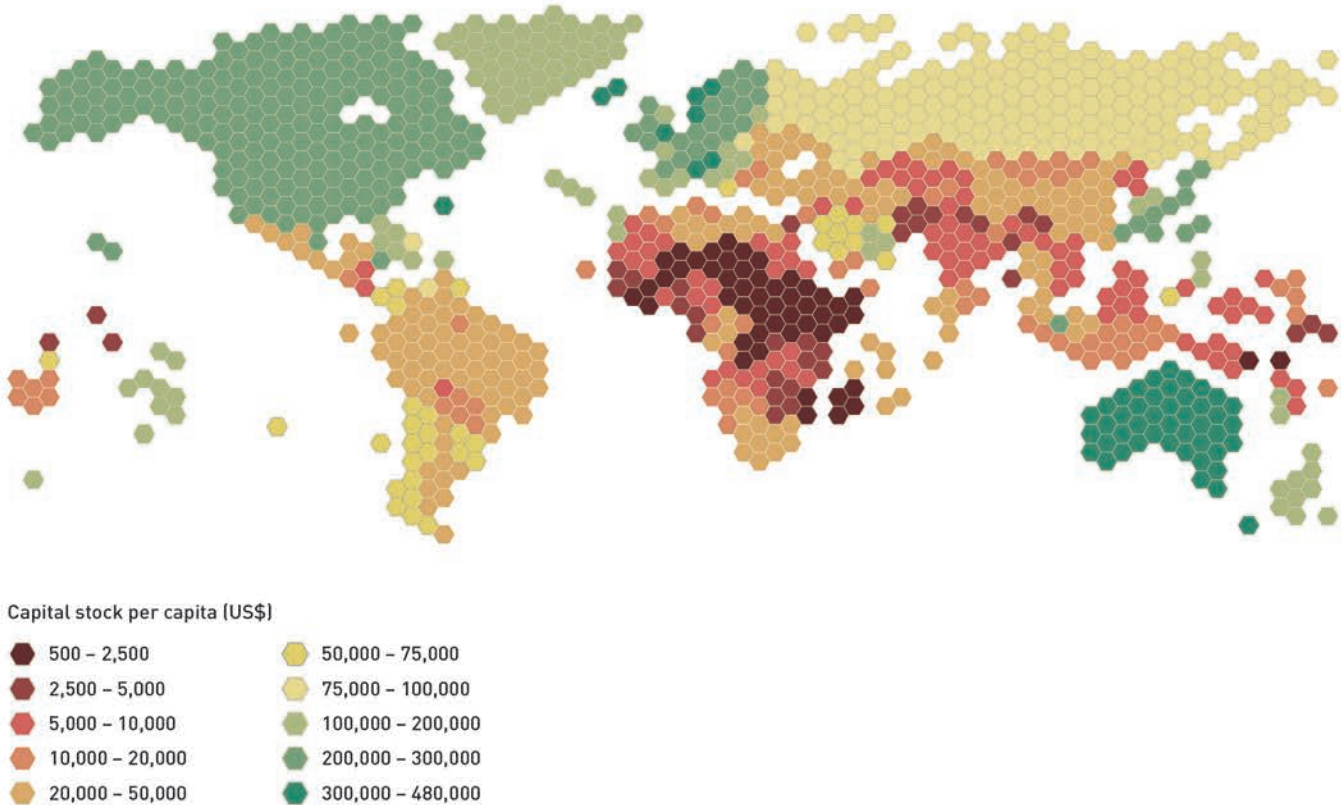 Capital stock per capita (US$)
500 – 2,500
2,500 – 5,000
5,000 – 10,000
10,000 – 20,000
20,000 – 50,000
50,000 – 75,000
75,000 – 100,000
100,000 – 200,000
200,000 – 300,000
300,000 – 480,000